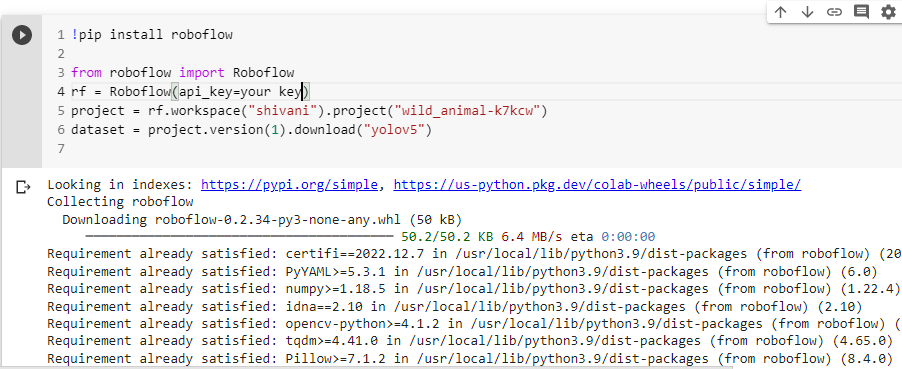 1 !pip install roboflow
2
3 from roboflow import Roboflow
4 rf = Roboflow(api_key=your key)
5 project = rf.workspace("shivani").project("wild_animal-k7kcw")
6 dataset = project.version(1).download("yolov5")
7
Looking in indexes: https://pypi.org/simple, https://us-python.pkg.dev/colab-wheels/public/simple/
Collecting roboflow
Downloading roboflow-0.2.34-py3-none-any.whl (50 kB)
50.2/50.2 KB 6.4 MB/s eta 0:00:00
Requirement already satisfied: certifi==2022.12.7 in /usr/local/lib/python3.9/dist-packages (from roboflow) (20
Requirement already satisfied: PyYAML>=5.3.1 in /usr/local/lib/python3.9/dist-packages (from roboflow) (6.0)
Requirement already satisfied: numpy>=1.18.5 in /usr/local/lib/python3.9/dist-packages (from roboflow) (1.22.4)
Requirement already satisfied: idna==2.10 in /usr/local/lib/python3.9/dist-packages (from roboflow) (2.10)
Requirement already satisfied: opencv-python>=4.1.2 in /usr/local/lib/python3.9/dist-packages (from roboflow) (
Requirement already satisfied: tqdm>=4.41.0 in /usr/local/lib/python3.9/dist-packages (from roboflow) (4.65.0)
Requirement already satisfied: Pillow>=7.1.2 in /usr/local/lib/python3.9/dist-packages (from roboflow) (8.4.0)